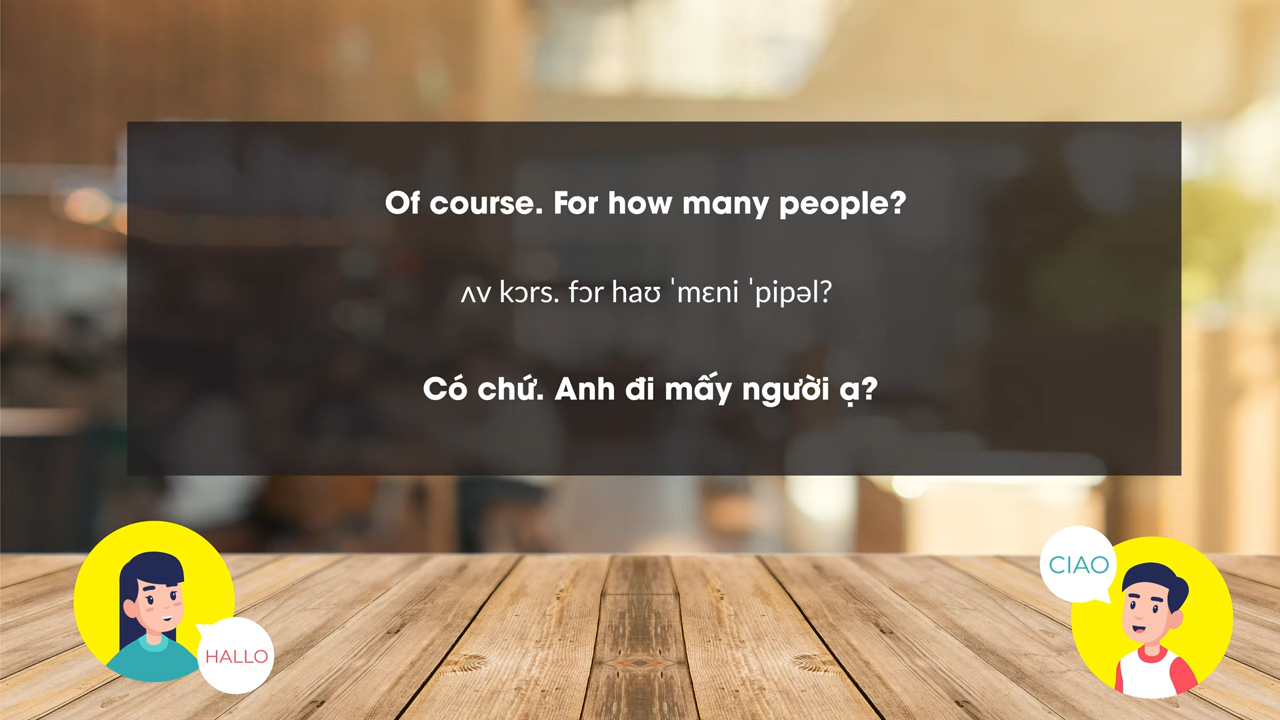 Of course. For how many people?
ʌv kɔrs. fɔr haʊ ˈmɛni ˈpipəl?
Có chứ. Anh đi mấy người ạ?
CIAO
HALLO